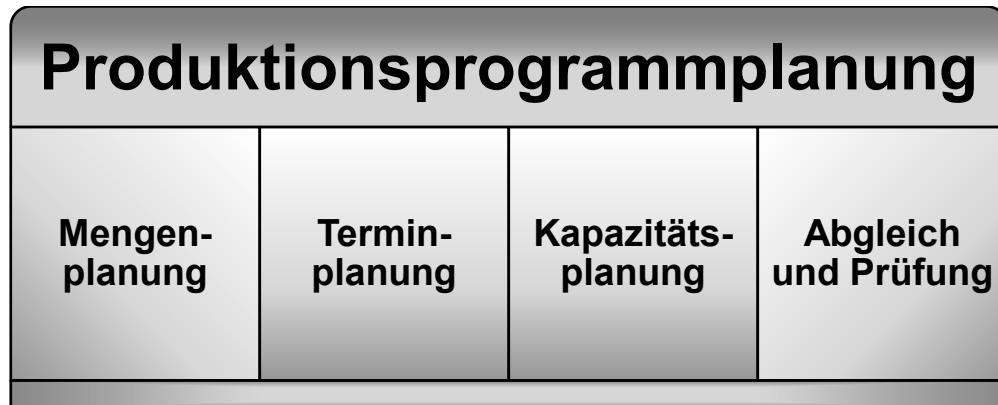 Produktionsprogrammplanung
Mengen-
planung
Termin-
planung
Kapazitäts-
planung
Abgleich
und Prüfung